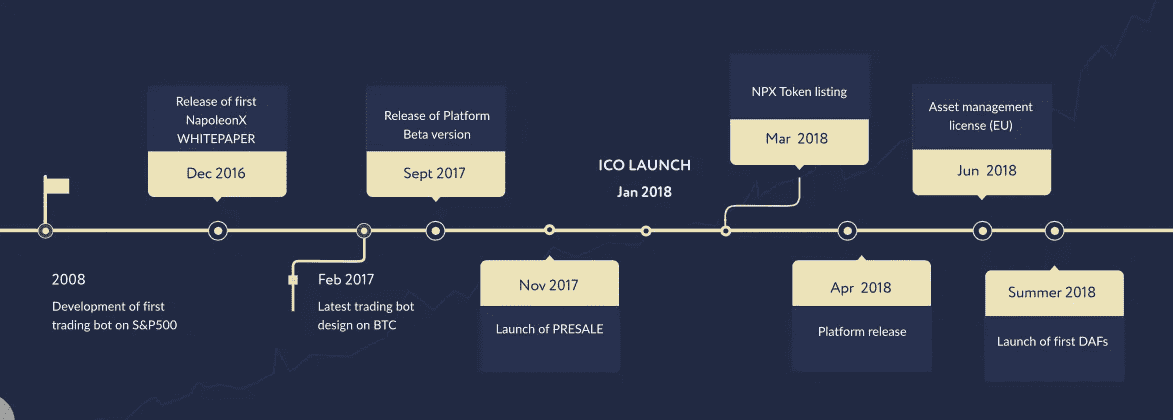 Release of first
NapoleonX
WHITEPAPER
Dec 2016
Release of Platform
Beta version
Sept 2017
ICO LAUNCH
Jan 2018
NPX Token listing
Mar 2018
Asset management
license (EU)
Jun 2018
2008
Development of first
trading bot on S&P500
Feb 2017
Latest trading bot
design on BTC
Nov 2017
Launch of PRESALE
Apr 2018
Platform release
Summer 2018
Launch of first DAFs